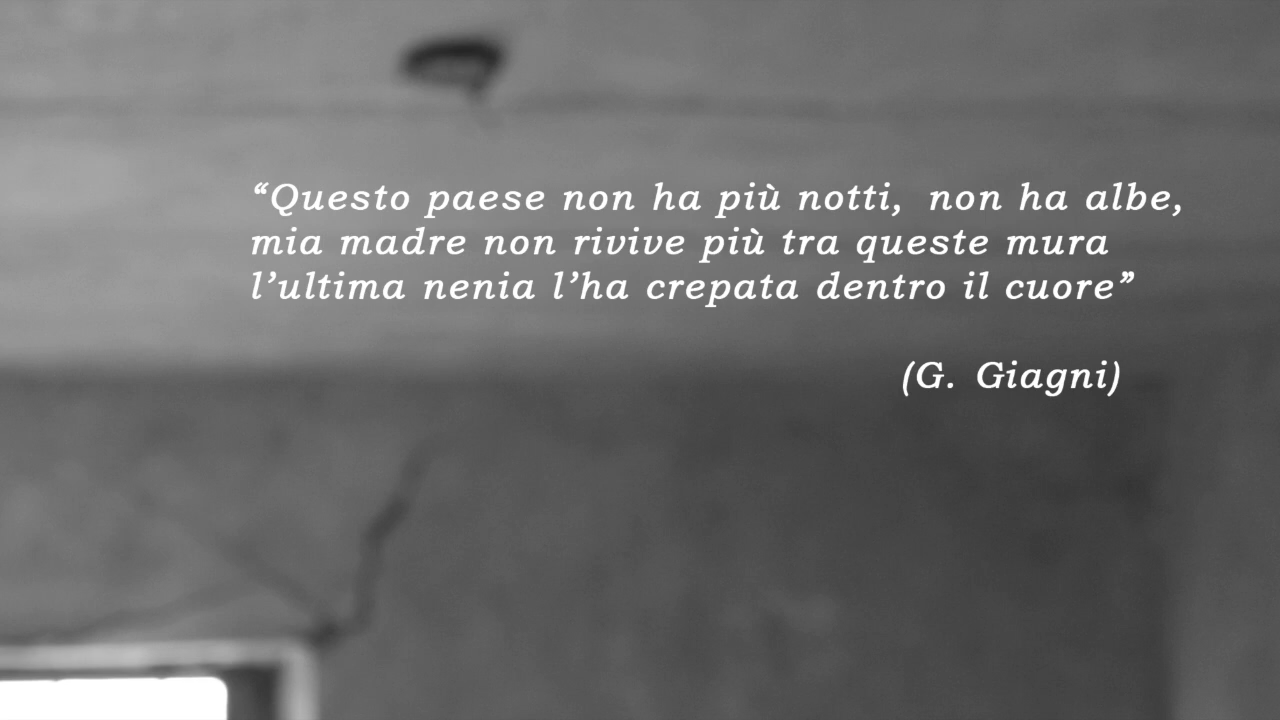 “Questo paese non ha più notti, non ha albe,
mia madre non rivive più tra queste mura
l’ultima nenia l’ha crepata dentro il cuore”
(G. Giagni)